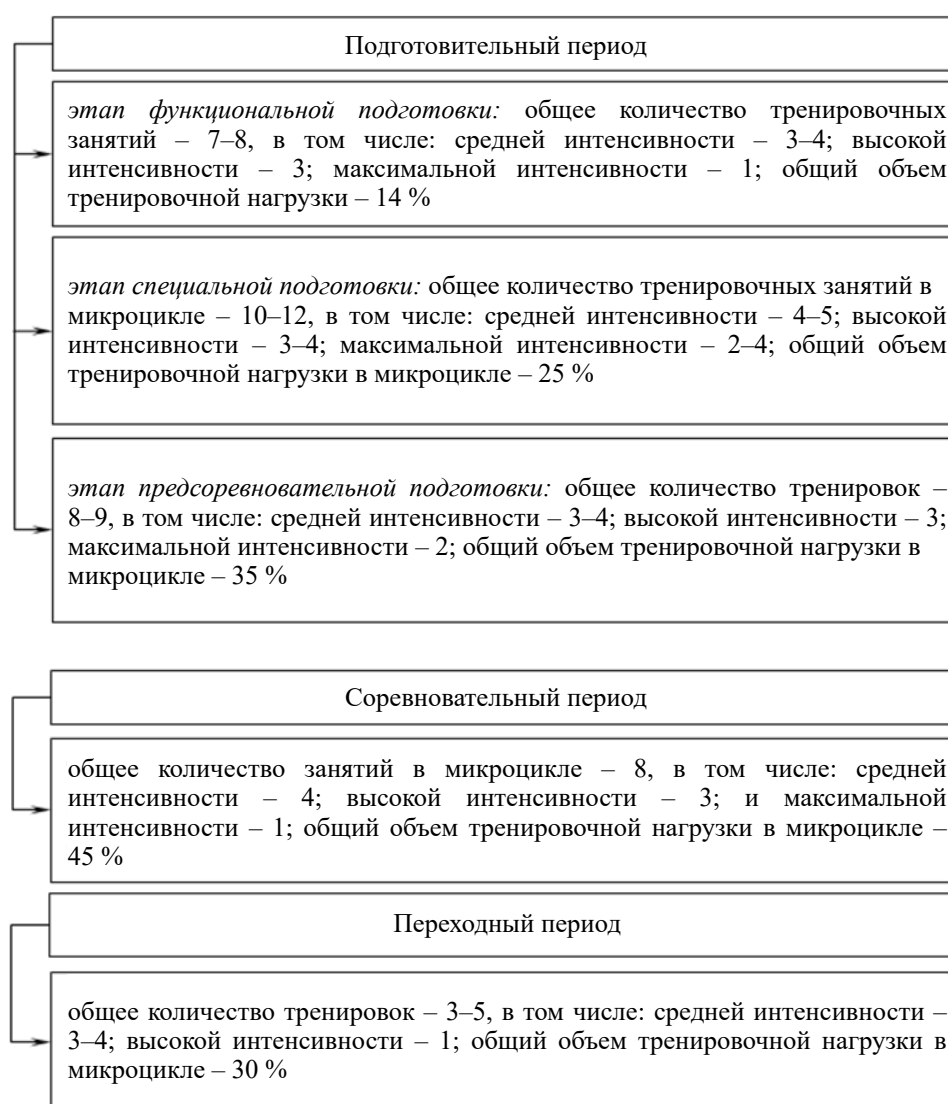 Подготовительный период
этап функциональной подготовки: общее количество тренировочных
занятий – 7–8, в том числе: средней интенсивности – 3–4; высокой
интенсивности – 3; максимальной интенсивности – 1; общий объем
тренировочной нагрузки – 14 %
этап специальной подготовки: общее количество тренировочных занятий в
микроцикле – 10–12, в том числе: средней интенсивности – 4–5; высокой
интенсивности – 3–4; максимальной интенсивности – 2–4; общий объем
тренировочной нагрузки в микроцикле – 25 %
этап предсоревновательной подготовки: общее количество тренировок –
8–9, в том числе: средней интенсивности – 3–4; высокой интенсивности – 3;
максимальной интенсивности – 2; общий объем тренировочной нагрузки в
микроцикле – 35 %
Соревновательный период
общее количество занятий в микроцикле – 8, в том числе: средней
интенсивности – 4; высокой интенсивности – 3; и максимальной
интенсивности – 1; общий объем тренировочной нагрузки в микроцикле –
45 %
Переходный период
общее количество тренировок – 3–5, в том числе: средней интенсивности –
3–4; высокой интенсивности – 1; общий объем тренировочной нагрузки в
микроцикле – 30 %